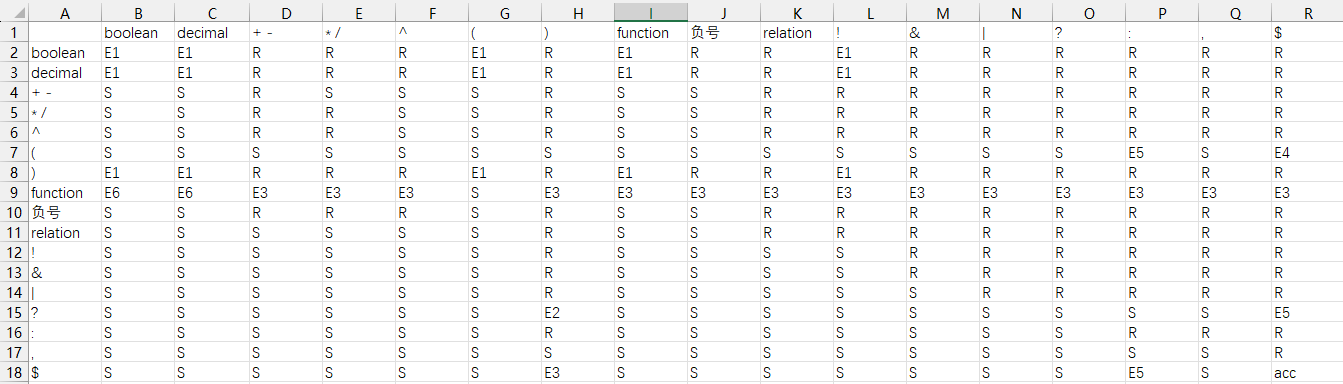 A B C D E F G H I J K L M N O P Q R
1 boolean decimal + - * / ^ ( ) function 负号 relation ! & | ? : , $
2 boolean E1 E1 R R R E1 R E1 R R E1 R R R R R R
3 decimal E1 E1 R R R E1 R E1 R R E1 R R R R R R
4 + - S S R S S S R S S R R R R R R R R
5 * / S S R R S S R S S R R R R R R R R
6 ^ S S R R S S R S S R R R R R R R R
7 ( S S S S S S S S S S S S S S E5 S E4
8 ) E1 E1 R R R E1 R E1 R R E1 R R R R R R
9 function E6 E6 E3 E3 E3 S E3 E3 E3 E3 E3 E3 E3 E3 E3 E3 E3
10 负号 S S R R R S R S S R R R R R R R R
11 relation S S S S S S R S S R R R R R R R R
12 ! S S S S S S R S S S S R R R R R R
13 & S S S S S S R S S S S R R R R R R
14 | S S S S S S R S S S S S R R R R R
15 ? S S S S S S E2 S S S S S S S S S E5
16 : S S S S S S R S S S S S S S R R R
17 , S S S S S S S S S S S S S S S S R
18 $ S S S S S S E3 S S S S S S S E5 S acc